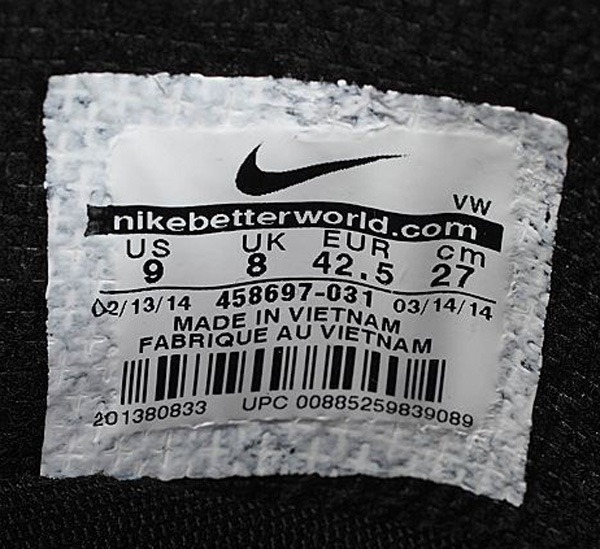 VW
nikebetterworld.com
US UK EUR cm
9 8 42.5 27
02/13/14 458697-031 03/14/14
MADE IN VIETNAM
FABRIQUE AU VIETNAM
201380833 UPC 00885259839089